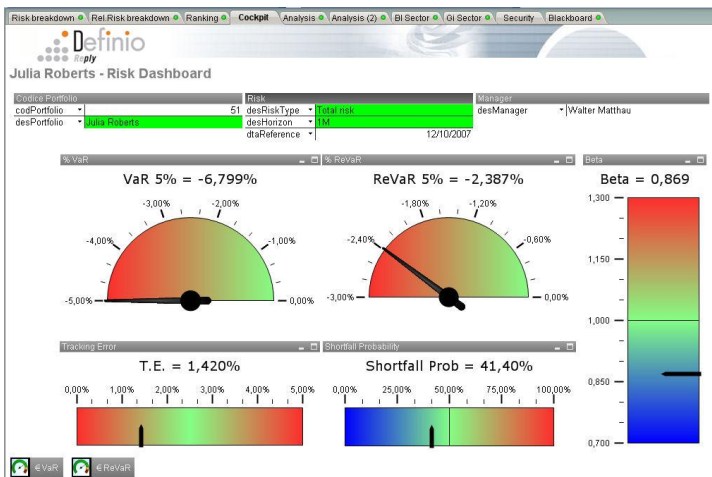 Risk breakdown Rel.Risk breakdown Ranking Cockpit Analysis Analysis (2) BI Sector GI Sector Security Blackboard
Definio
Reply
Julia Roberts - Risk Dashboard
Codice Portfolio Risk Manager
codPortfolio 51 desRiskType Total risk desManager Walter Matthau
desPortfolio Julia Roberts desHorizon 1M
dtaReference 12/10/2007
% VaR % ReVaR Beta
VaR 5% = -6,799% ReVaR 5% = -2,387% Beta = 0,869
-5,00% -4,00% -3,00% -2,00% -1,00% 0,00%
-3,00% -2,40% -1,80% -1,20% -0,60% 0,00%
1,300
1,150
1,000
0,850
0,700
Tracking Error Shortfall Probability
T.E. = 1,420% Shortfall Prob = 41,40%
0,00% 1,00% 2,00% 3,00% 4,00% 5,00% 0,00% 25,00% 50,00% 75,00% 100,00%
€VaR €ReVaR